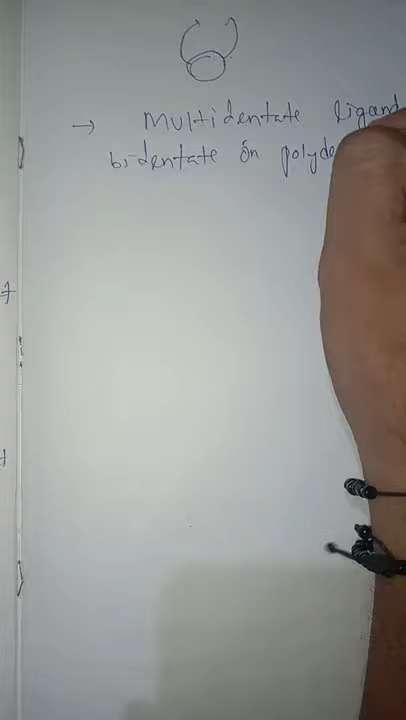 → Multidentate ligand
bidentate on polyde